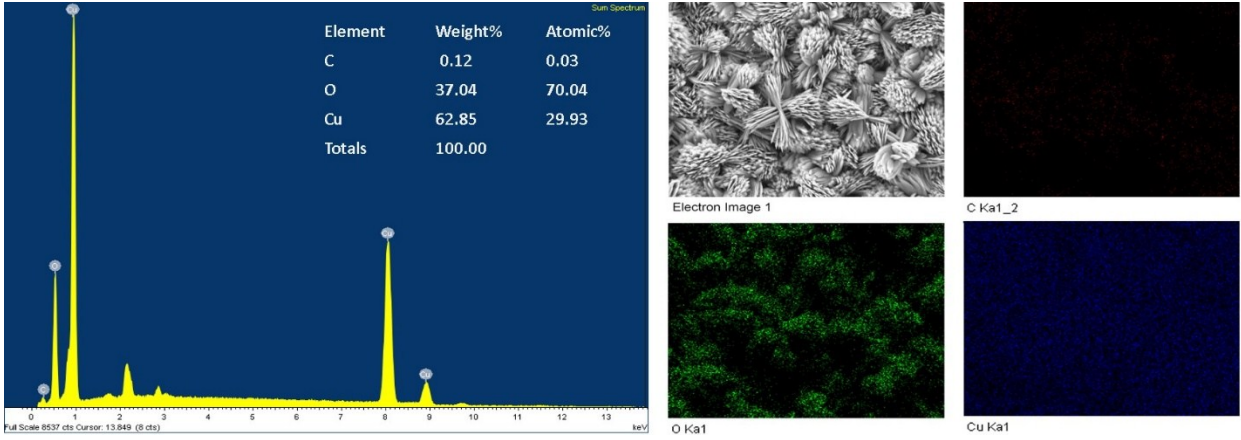 Sum Spectrum
Element Weight% Atomic%
C 0.12 0.03
O 37.04 70.04
Cu 62.85 29.93
Totals 100.00
Cu
O
Cu
Cu
C
0 1 2 3 4 5 6 7 8 9 10 11 12 13
Full Scale 8537 cts Cursor: 13.849 (8 cts) keV
Electron Image 1
C Ka1_2
O Ka1
Cu Ka1